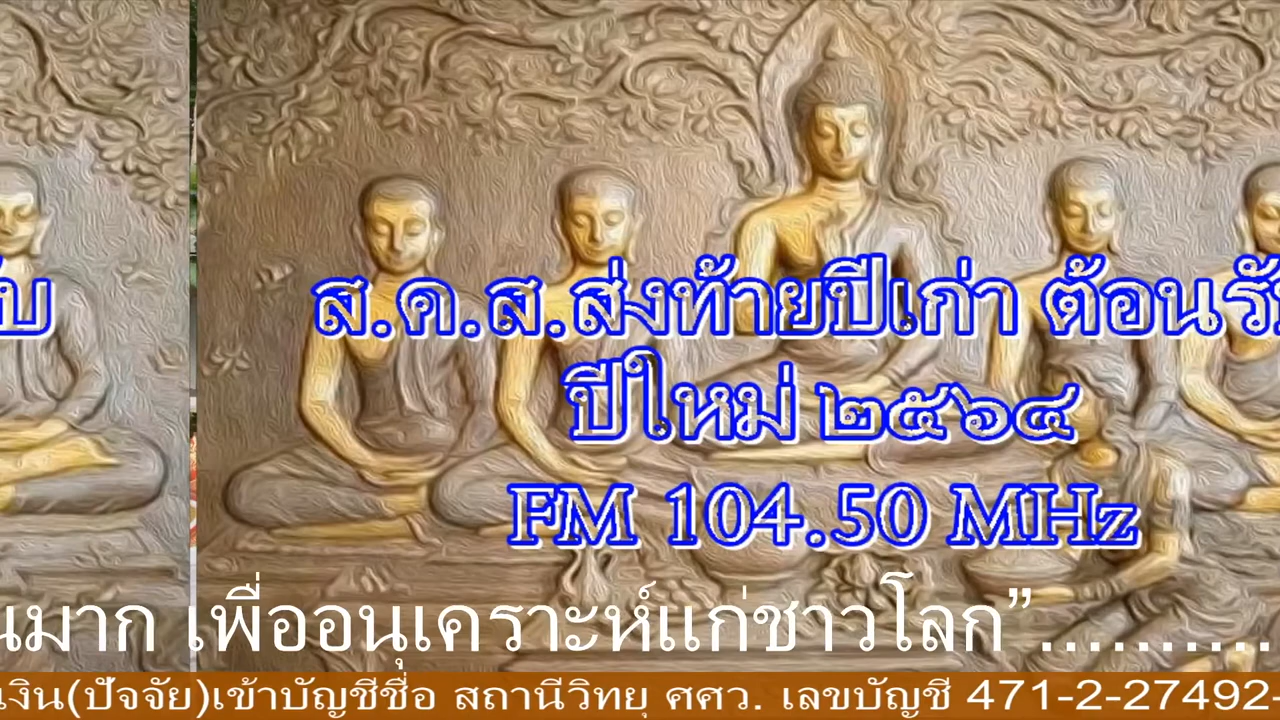 ส.ค.ส.ส่งท้ายปีเก่า ต้อนรับ
ปีใหม่ ๒๕๖๔
FM 104.50 MHz
เพื่ออนุเคราะห์แก่ชาวโลก”...........
เงิน(ปัจจัย)เข้าบัญชีชื่อ สถานีวิทยุ ศศว. เลขบัญชี 471-2-27492-